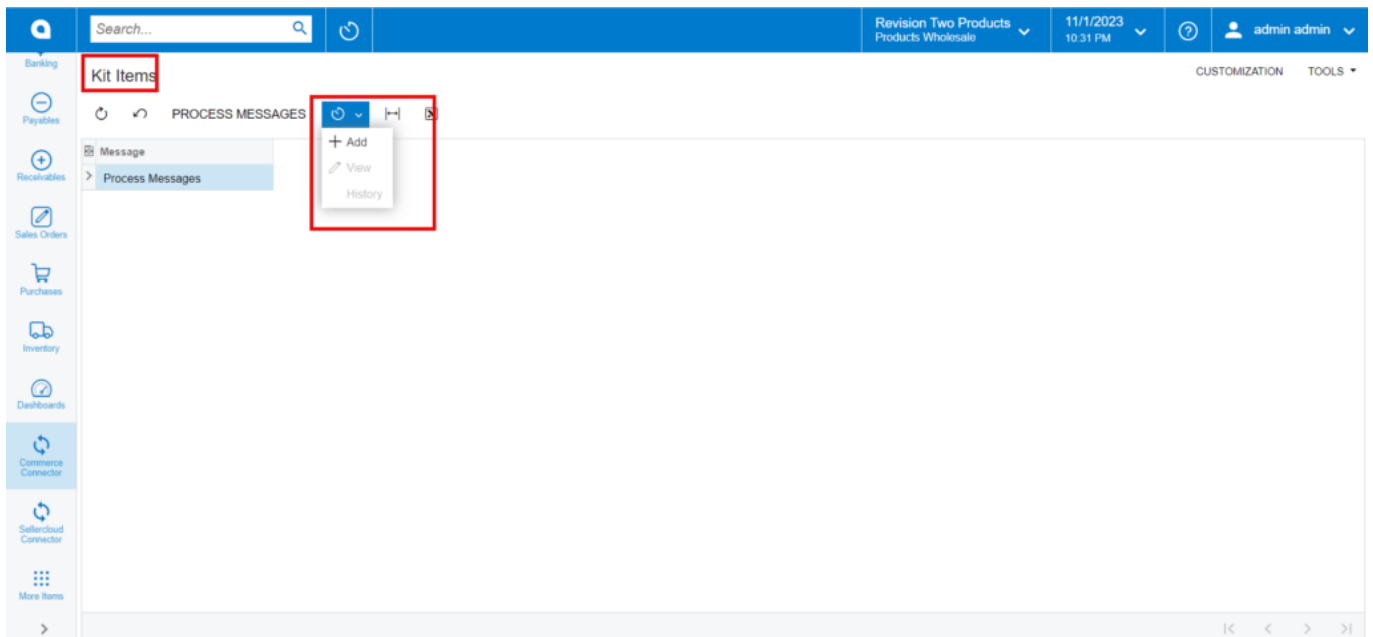 Search...
Revision Two Products
Products Wholesale
11/1/2023
10:31 PM
admin admin
Banking
Payables
Receivables
Sales Orders
Purchases
Inventory
Dashboards
Commerce
Connector
Sellercloud
Connector
More Items
Kit Items
CUSTOMIZATION TOOLS
PROCESS MESSAGES
Message
Process Messages
Add
View
History